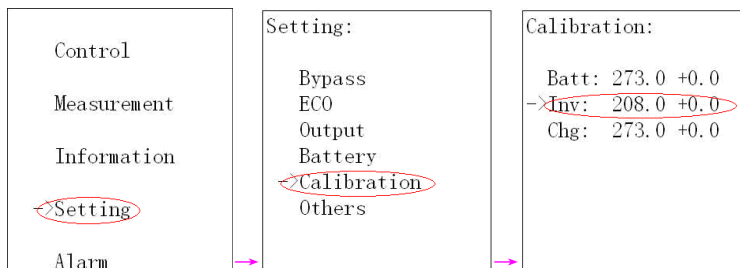 Control
Measurement
Information
->Setting
Alarm
Setting:
Bypass
ECO
Output
Battery
->Calibration
Others
Calibration:
Batt: 273.0 +0.0
->Inv: 208.0 +0.0
Chg: 273.0 +0.0